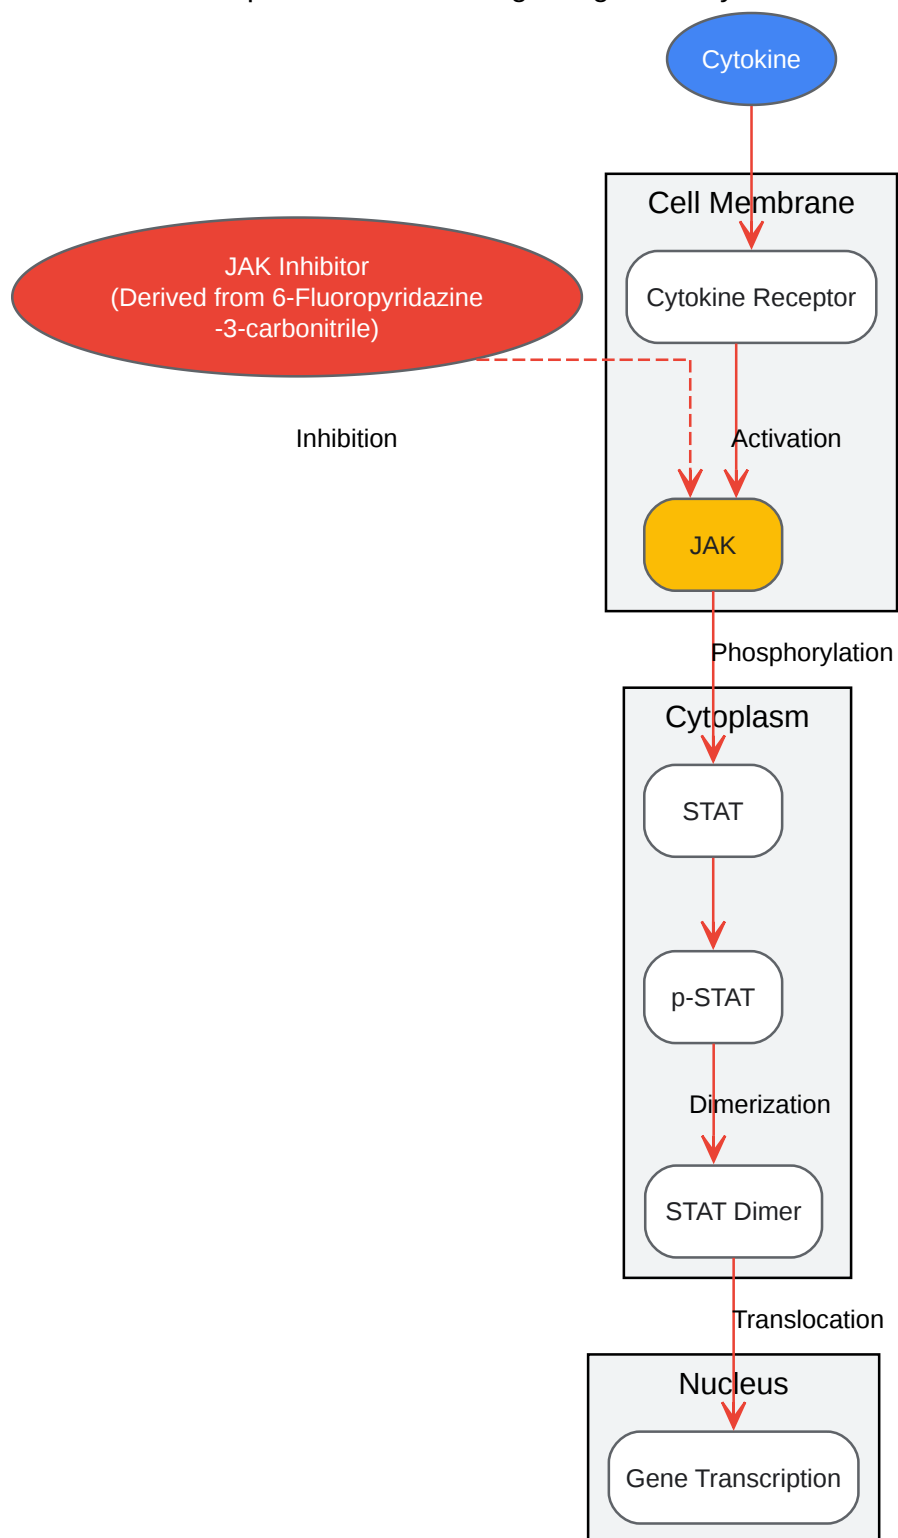 Cytokine
Cell Membrane
JAK Inhibitor
(Derived from 6-Fluoropyridazine
-3-carbonitrile)
Cytokine Receptor
Inhibition
Activation
JAK
Phosphorylation
Cytoplasm
STAT
p-STAT
Dimerization
STAT Dimer
Translocation
Nucleus
Gene Transcription